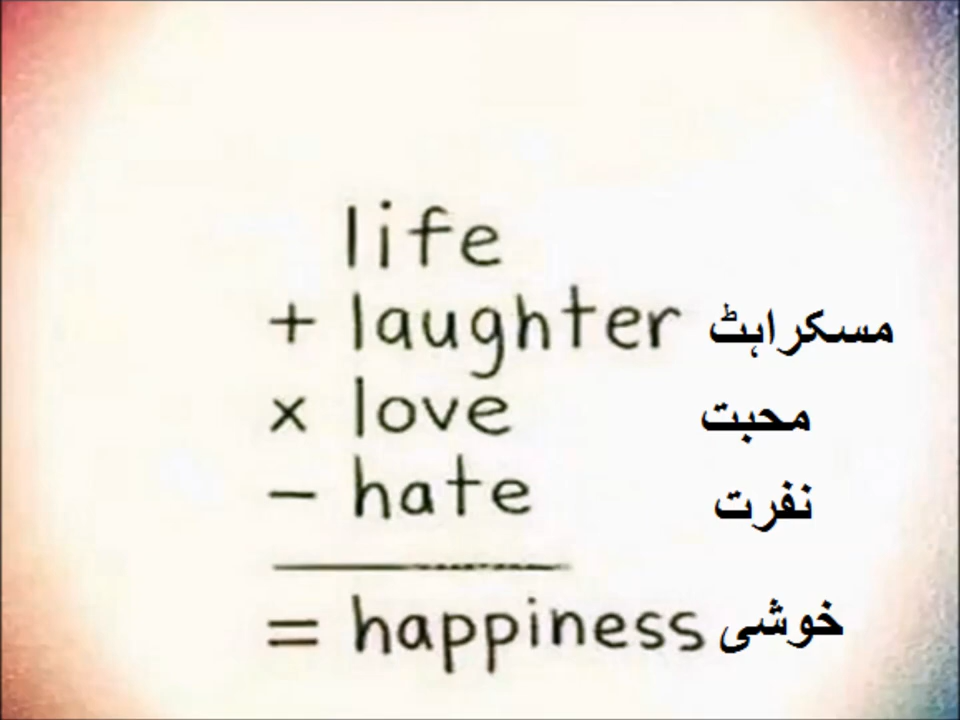 life
+ laughter مسکراہٹ
x love محبت
− hate نفرت
= happiness خوشی